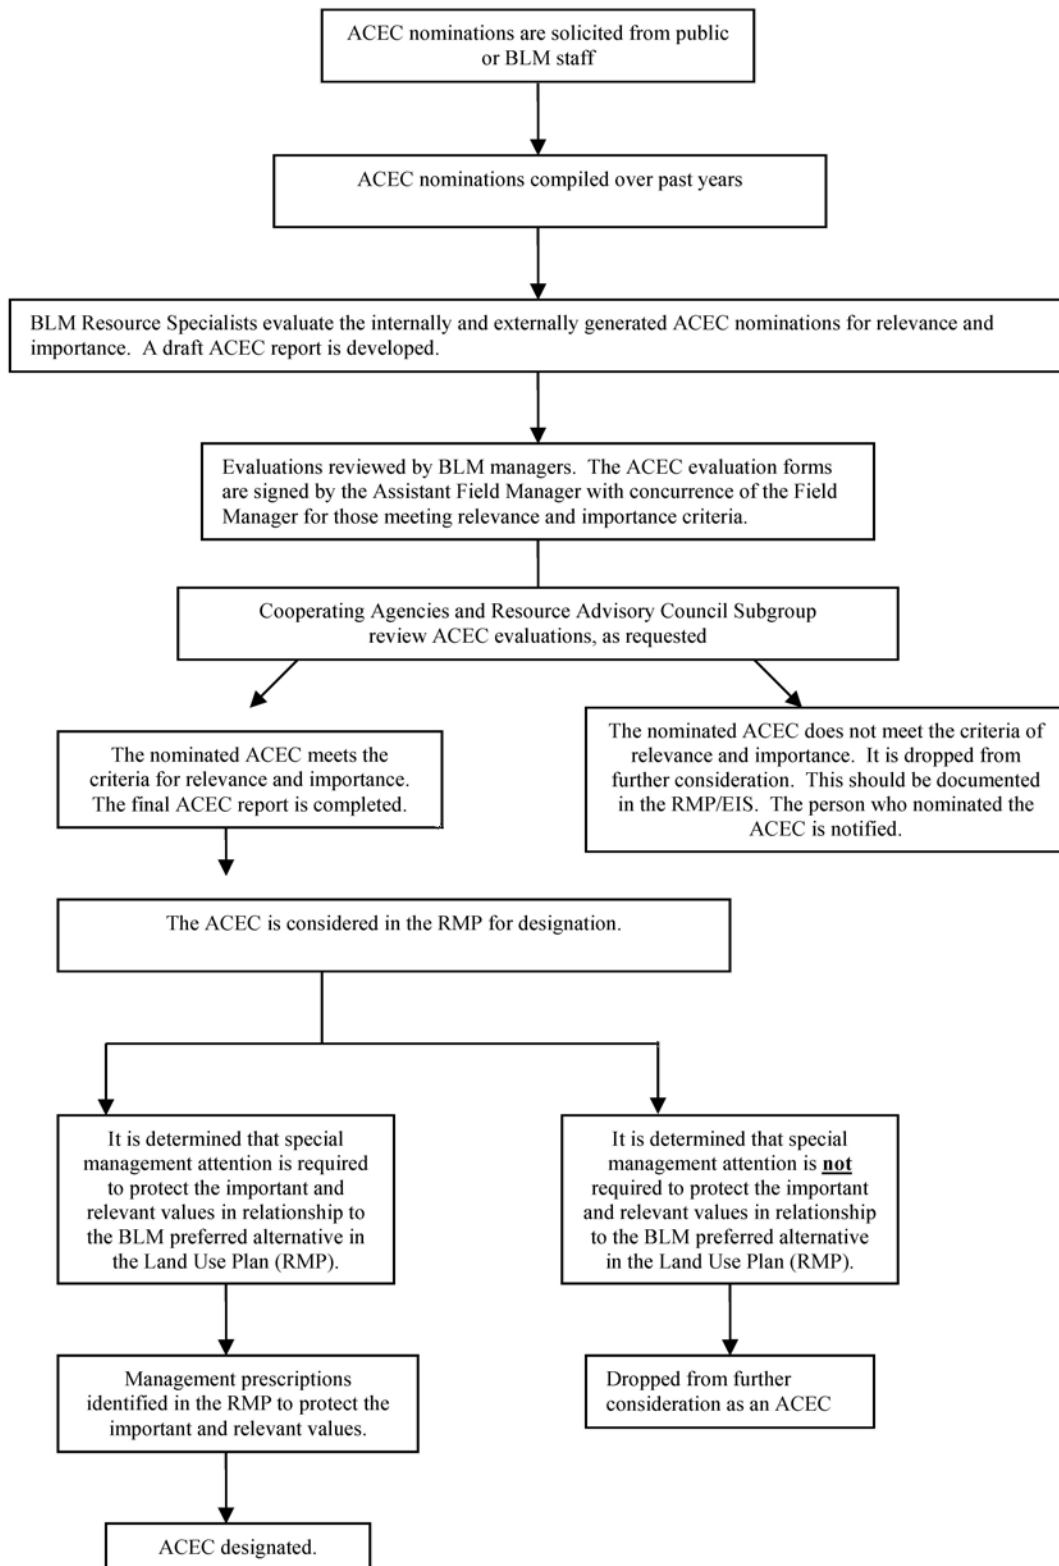 ACEC nominations are solicited from public
or BLM staff
ACEC nominations compiled over past years
BLM Resource Specialists evaluate the internally and externally generated ACEC nominations for relevance and
importance.  A draft ACEC report is developed.
Evaluations reviewed by BLM managers.  The ACEC evaluation forms
are signed by the Assistant Field Manager with concurrence of the Field
Manager for those meeting relevance and importance criteria.
Cooperating Agencies and Resource Advisory Council Subgroup
review ACEC evaluations, as requested
The nominated ACEC meets the
criteria for relevance and importance.
The final ACEC report is completed.
The nominated ACEC does not meet the criteria of
relevance and importance.  It is dropped from
further consideration.  This should be documented
in the RMP/EIS.  The person who nominated the
ACEC is notified.
The ACEC is considered in the RMP for designation.
It is determined that special
management attention is required
to protect the important and
relevant values in relationship to
the BLM preferred alternative in
the Land Use Plan (RMP).
It is determined that special
management attention is not
required to protect the important
and relevant values in relationship
to the BLM preferred alternative
in the Land Use Plan (RMP).
Management prescriptions
identified in the RMP to protect the
important and relevant values.
Dropped from further
consideration as an ACEC
ACEC designated.